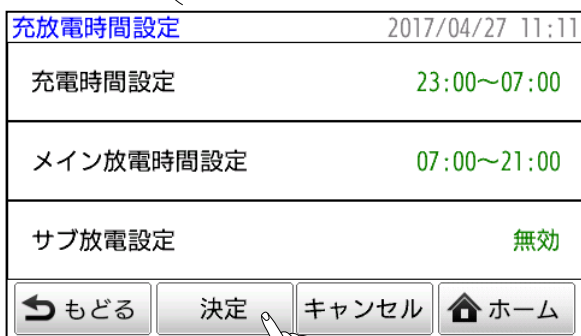 充放電時間設定 2017/04/27 11:11
充電時間設定 23:00～07:00
メイン放電時間設定 07:00～21:00
サブ放電設定 無効
もどる 決定 キャンセル ホーム